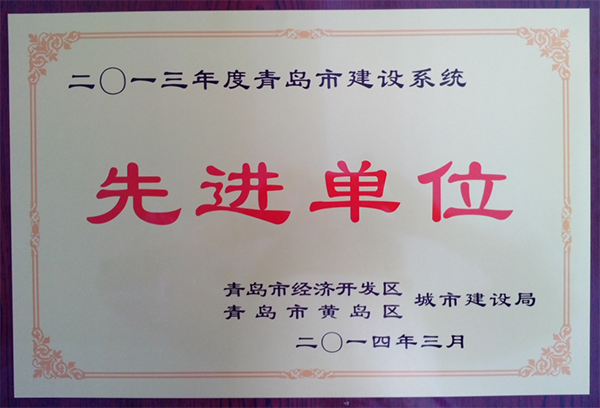 二〇一三年度青岛市建设系统
先进单位
青岛市经济开发区
青岛市黄岛区
城市建设局
二〇一四年三月